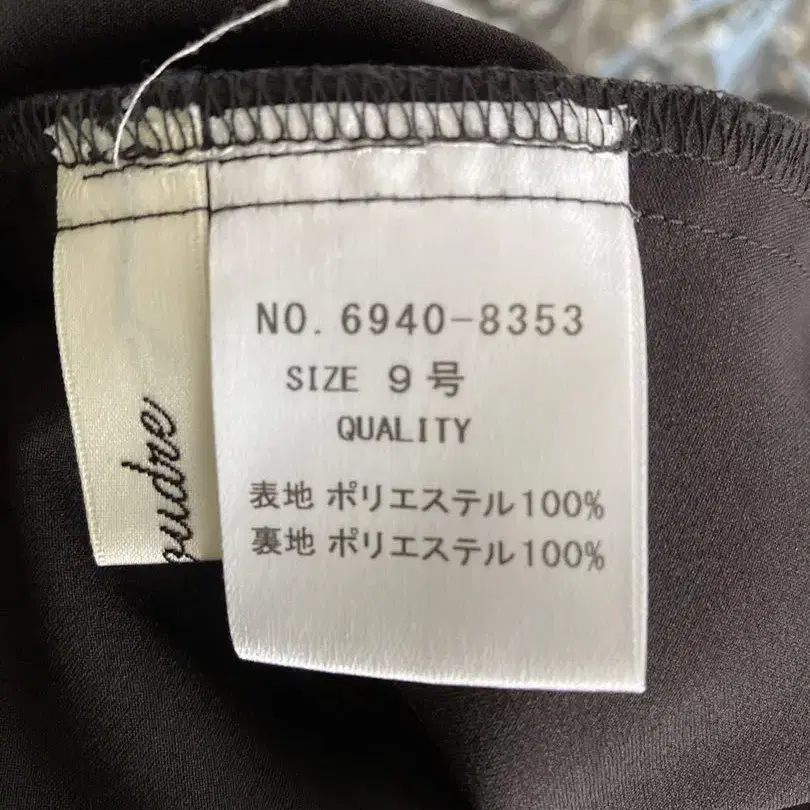 NO. 6940-8353
SIZE 9号
QUALITY
表地 ポリエステル100%
裏地 ポリエステル100%
oudre